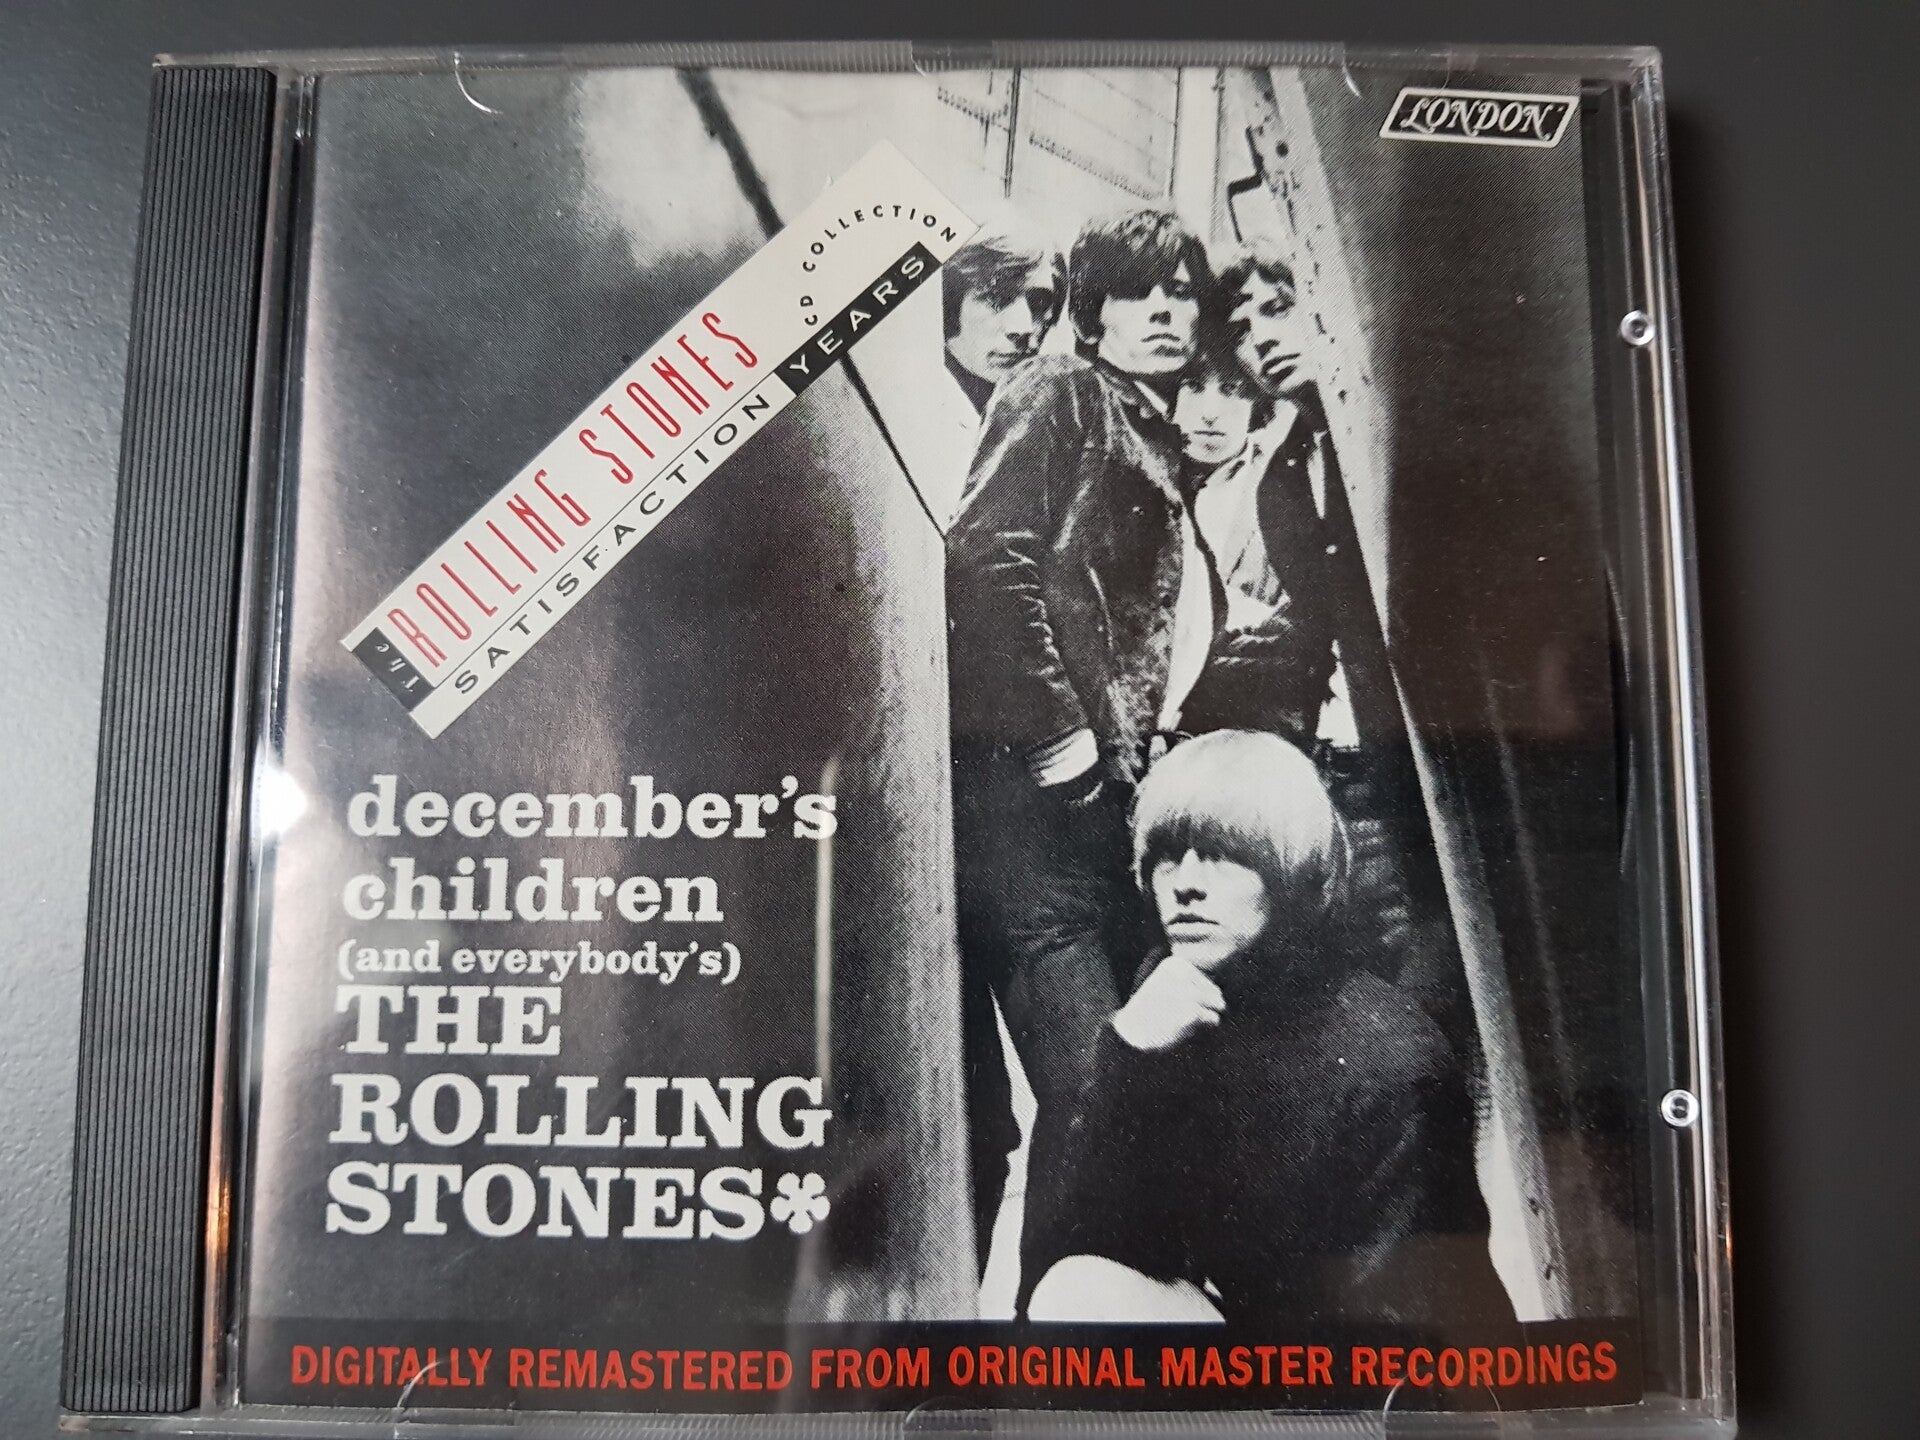 LONDON
The ROLLING STONES
CD COLLECTION
SATISFACTION YEARS
december's
children
(and everybody's)
THE
ROLLING
STONES
DIGITALLY REMASTERED FROM ORIGINAL MASTER RECORDINGS